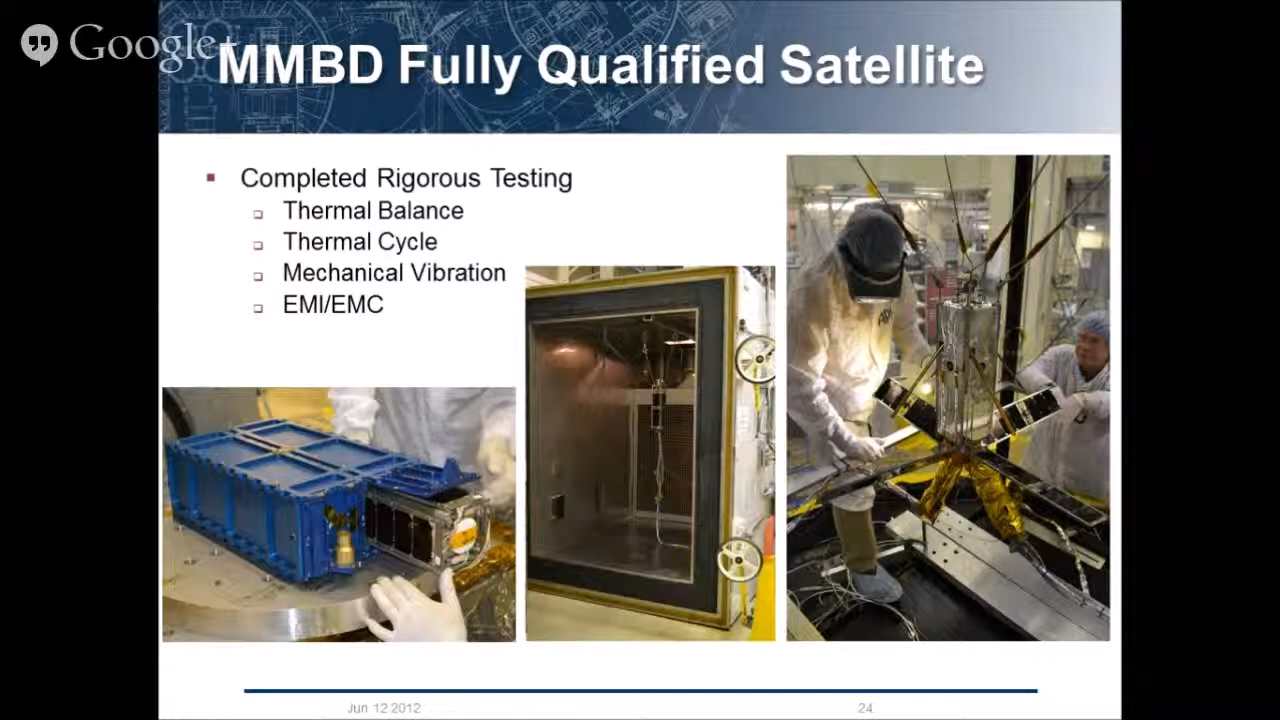 Google+
MMBD Fully Qualified Satellite
Completed Rigorous Testing
Thermal Balance
Thermal Cycle
Mechanical Vibration
EMI/EMC
Jun 12 2012
24